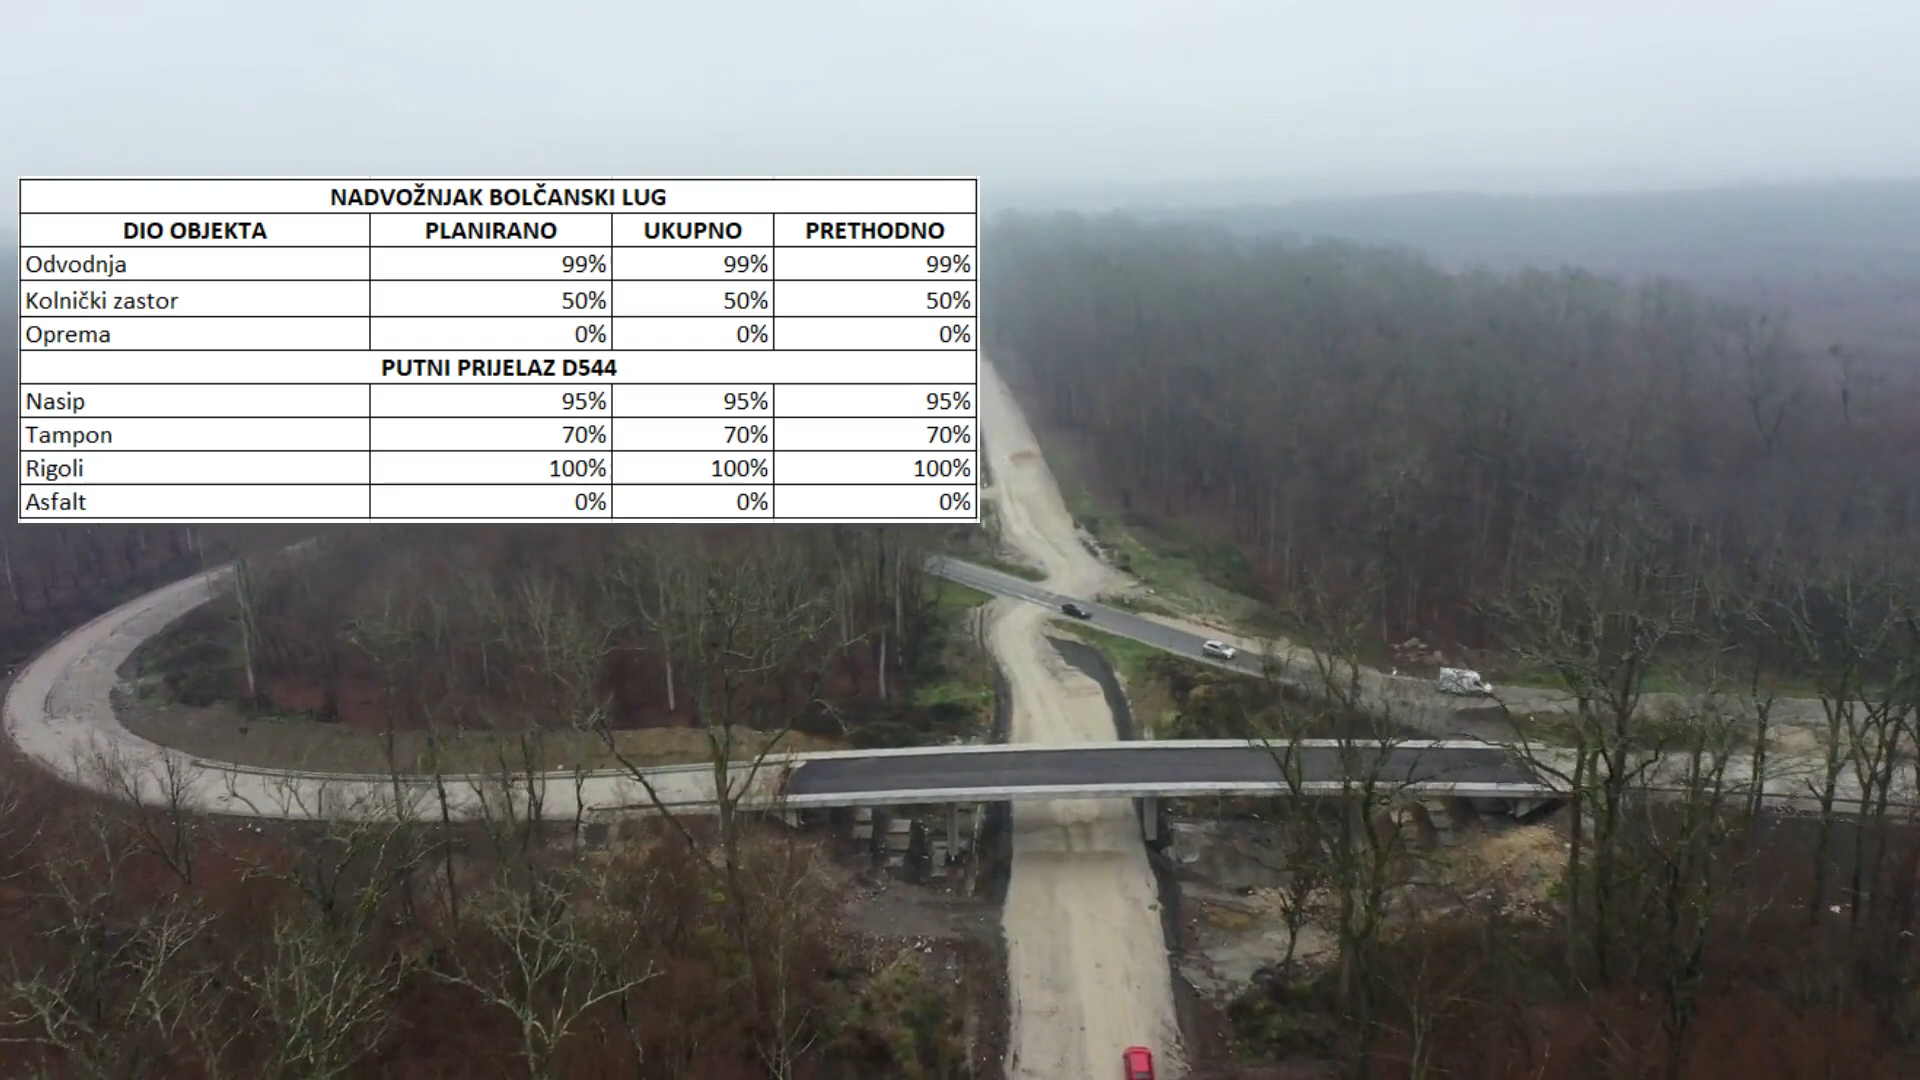 NADVOŽNJAK BOLČANSKI LUG
DIO OBJEKTA PLANIRANO UKUPNO PRETHODNO
Odvodnja 99% 99% 99%
Kolnički zastor 50% 50% 50%
Oprema 0% 0% 0%
PUTNI PRIJELAZ D544
Nasip 95% 95% 95%
Tampon 70% 70% 70%
Rigoli 100% 100% 100%
Asfalt 0% 0% 0%